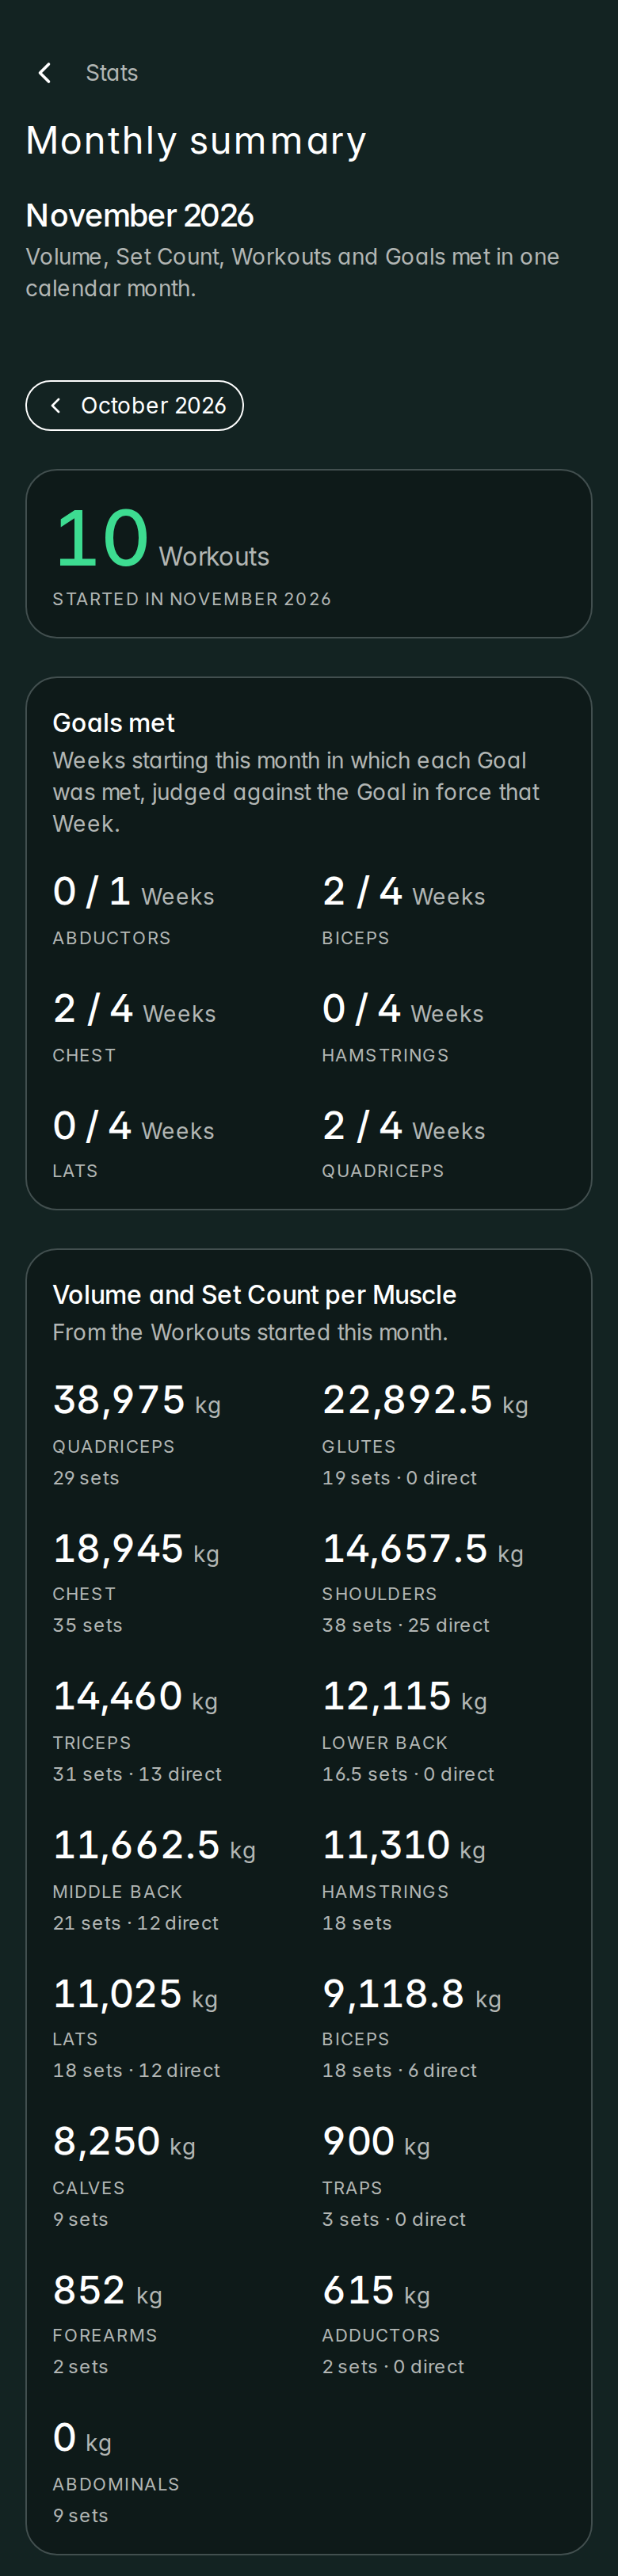 Stats
Monthly summary
November 2026
Volume, Set Count, Workouts and Goals met in one
calendar month.
October 2026
10 Workouts
STARTED IN NOVEMBER 2026
Goals met
Weeks starting this month in which each Goal
was met, judged against the Goal in force that
Week.
0 / 1 Weeks
ABDUCTORS
2 / 4 Weeks
BICEPS
2 / 4 Weeks
CHEST
0 / 4 Weeks
HAMSTRINGS
0 / 4 Weeks
LATS
2 / 4 Weeks
QUADRICEPS
Volume and Set Count per Muscle
From the Workouts started this month.
38,975 kg
QUADRICEPS
29 sets
22,892.5 kg
GLUTES
19 sets · 0 direct
18,945 kg
CHEST
35 sets
14,657.5 kg
SHOULDERS
38 sets · 25 direct
14,460 kg
TRICEPS
31 sets · 13 direct
12,115 kg
LOWER BACK
16.5 sets · 0 direct
11,662.5 kg
MIDDLE BACK
21 sets · 12 direct
11,310 kg
HAMSTRINGS
18 sets
11,025 kg
LATS
18 sets · 12 direct
9,118.8 kg
BICEPS
18 sets · 6 direct
8,250 kg
CALVES
9 sets
900 kg
TRAPS
3 sets · 0 direct
852 kg
FOREARMS
2 sets
615 kg
ADDUCTORS
2 sets · 0 direct
0 kg
ABDOMINALS
9 sets